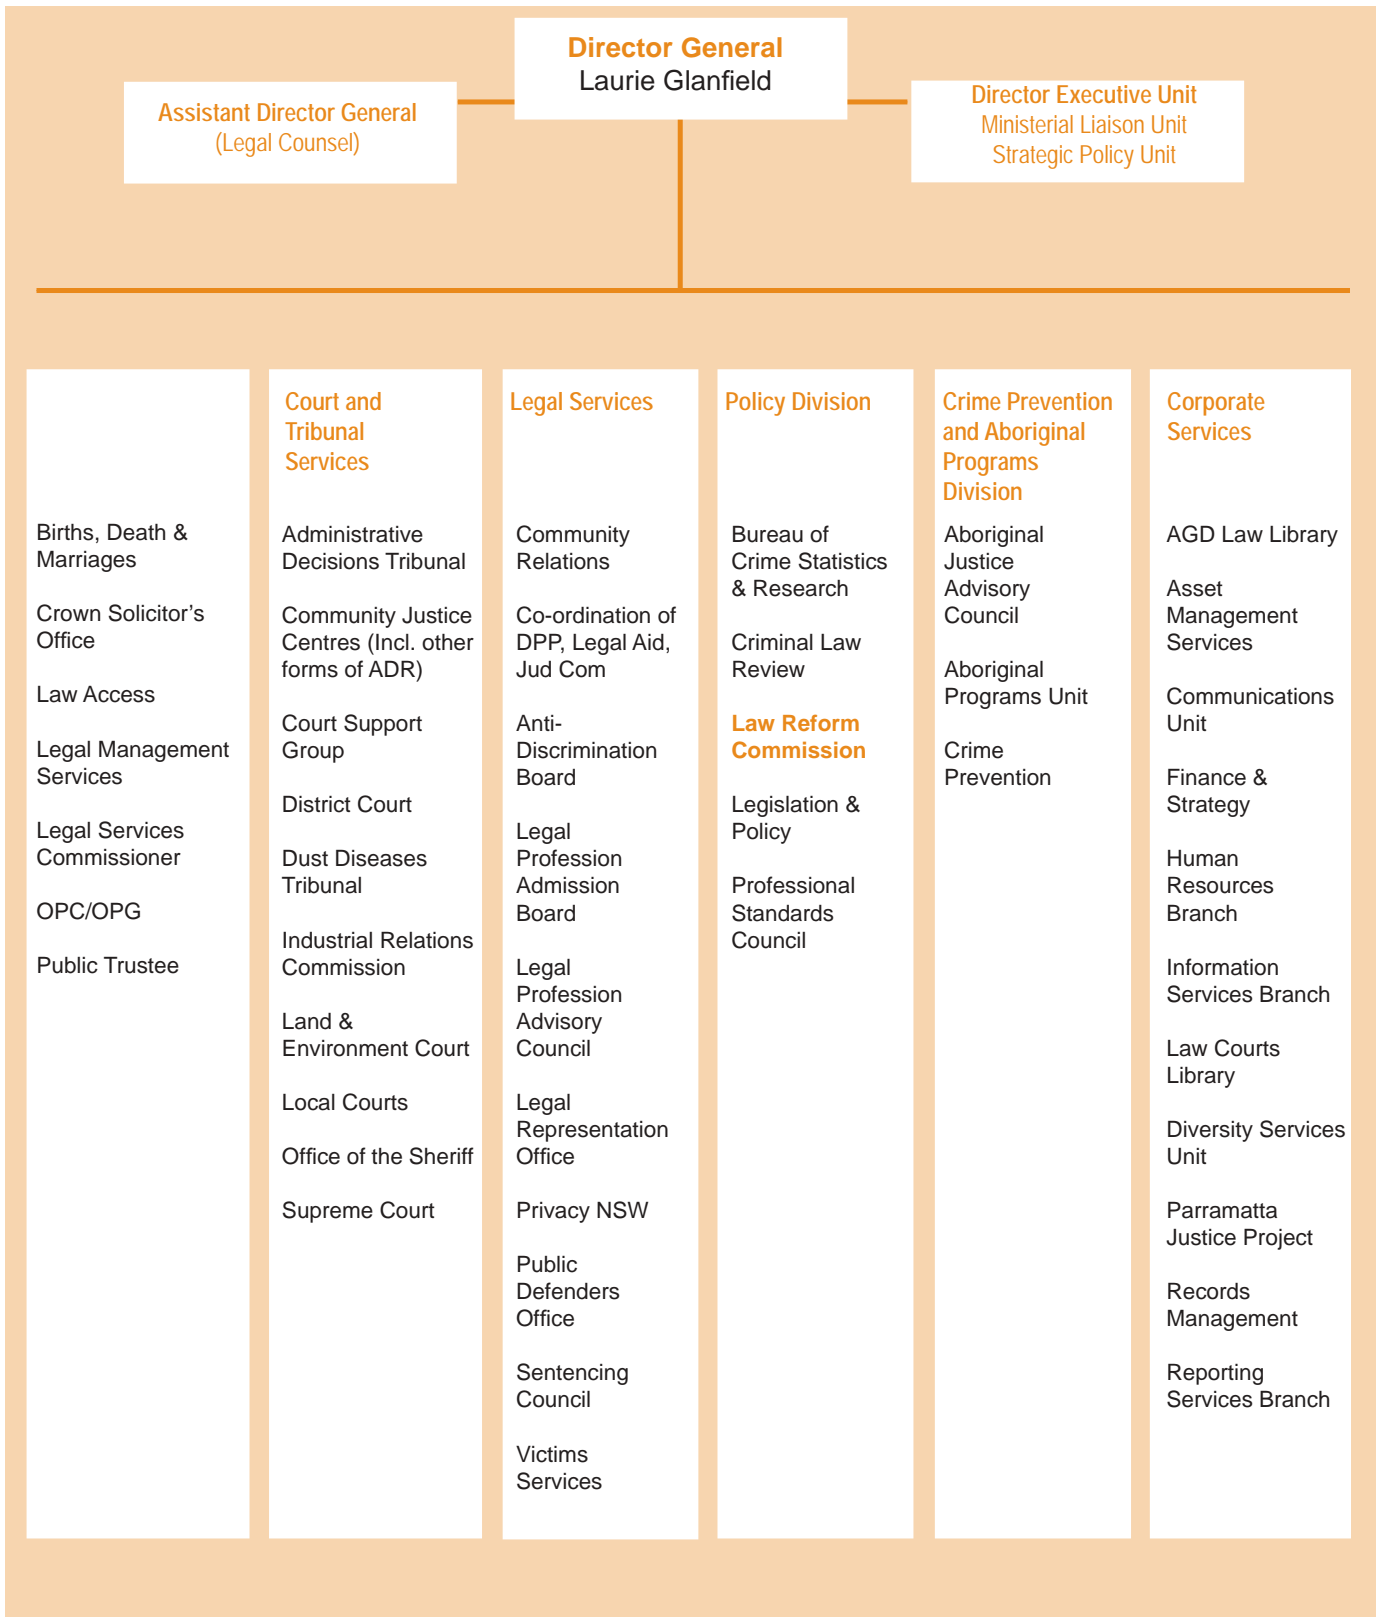 Director General
Laurie Glanfield
Assistant Director General
(Legal Counsel)
Director Executive Unit
Ministerial Liaison Unit
Strategic Policy Unit
Births, Death &
Marriages
Crown Solicitor’s
Office
Law Access
Legal Management
Services
Legal Services
Commissioner
OPC/OPG
Public Trustee
Court and
Tribunal
Services
Administrative
Decisions Tribunal
Community Justice
Centres (Incl. other
forms of ADR)
Court Support
Group
District Court
Dust Diseases
Tribunal
Industrial Relations
Commission
Land &
Environment Court
Local Courts
Office of the Sheriff
Supreme Court
Legal Services
Community
Relations
Co-ordination of
DPP, Legal Aid,
Jud Com
Anti-
Discrimination
Board
Legal
Profession
Admission
Board
Legal
Profession
Advisory
Council
Legal
Representation
Office
Privacy NSW
Public
Defenders
Office
Sentencing
Council
Victims
Services
Policy Division
Bureau of
Crime Statistics
& Research
Criminal Law
Review
Law Reform
Commission
Legislation &
Policy
Professional
Standards
Council
Crime Prevention
and Aboriginal
Programs
Division
Aboriginal
Justice
Advisory
Council
Aboriginal
Programs Unit
Crime
Prevention
Corporate
Services
AGD Law Library
Asset
Management
Services
Communications
Unit
Finance &
Strategy
Human
Resources
Branch
Information
Services Branch
Law Courts
Library
Diversity Services
Unit
Parramatta
Justice Project
Records
Management
Reporting
Services Branch